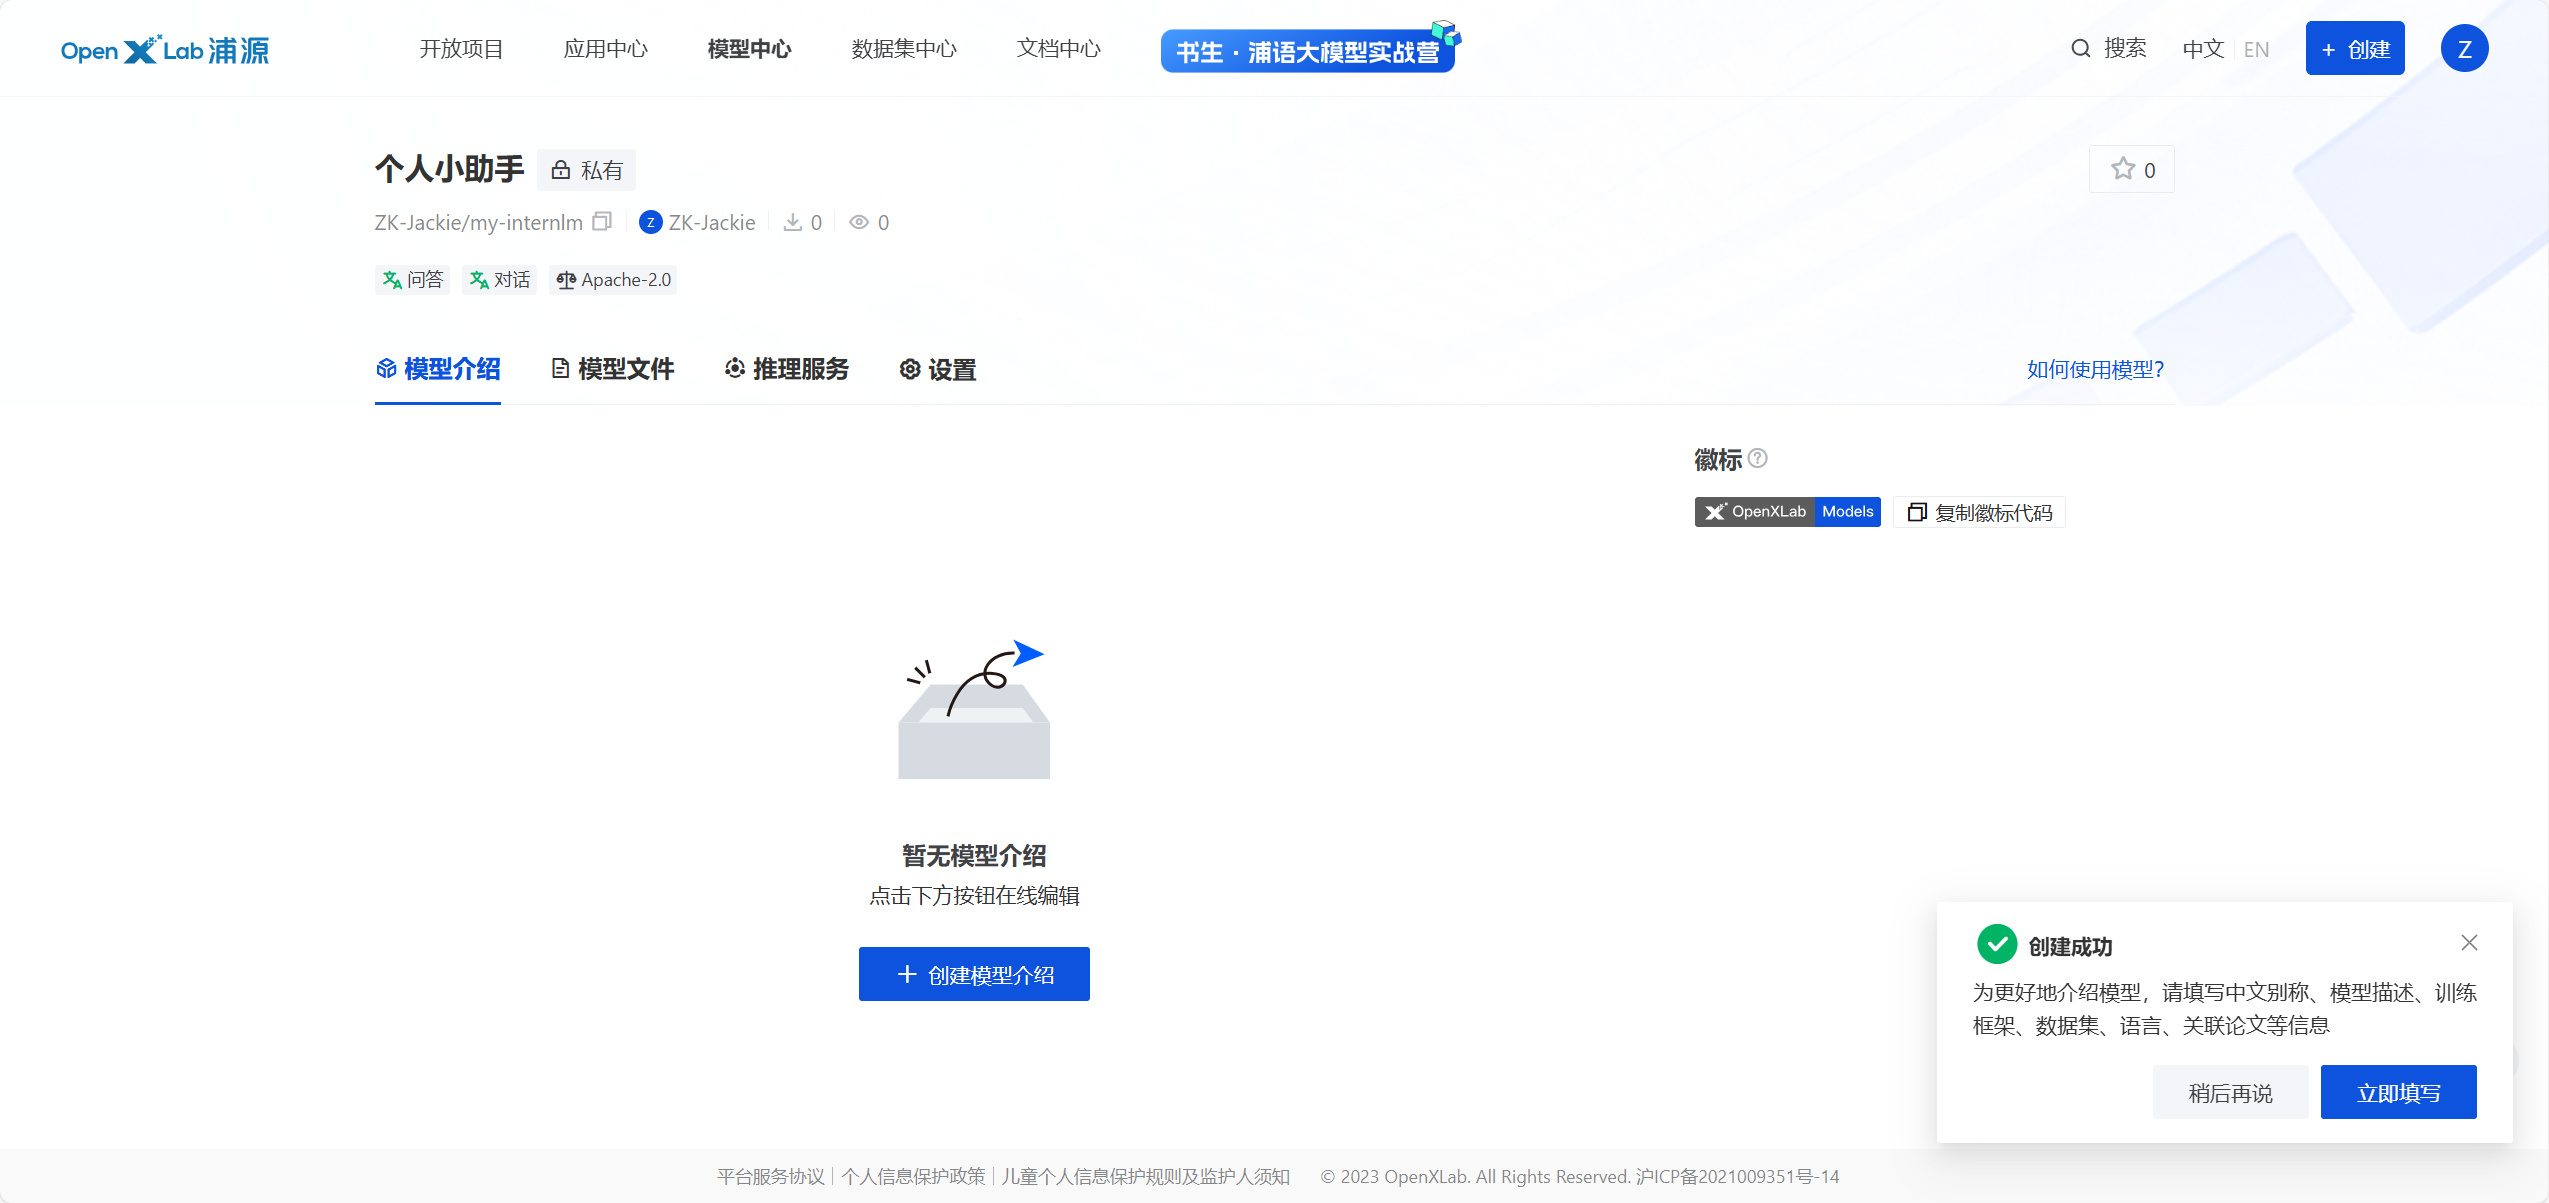 OpenXLab浦源 开放项目 应用中心 模型中心 数据集中心 文档中心 书生·浦语大模型实战营 搜索 中文 EN + 创建 Z
个人小助手 私有 0
ZK-Jackie/my-internlm Z ZK-Jackie 0 0
问答 对话 Apache-2.0
模型介绍 模型文件 推理服务 设置 如何使用模型?
徽标
OpenXLab Models 复制徽标代码
暂无模型介绍
点击下方按钮在线编辑
+ 创建模型介绍
创建成功
为更好地介绍模型，请填写中文别称、模型描述、训练
框架、数据集、语言、关联论文等信息
稍后再说 立即填写
平台服务协议 | 个人信息保护政策 | 儿童个人信息保护规则及监护人须知 © 2023 OpenXLab. All Rights Reserved. 沪ICP备2021009351号-14